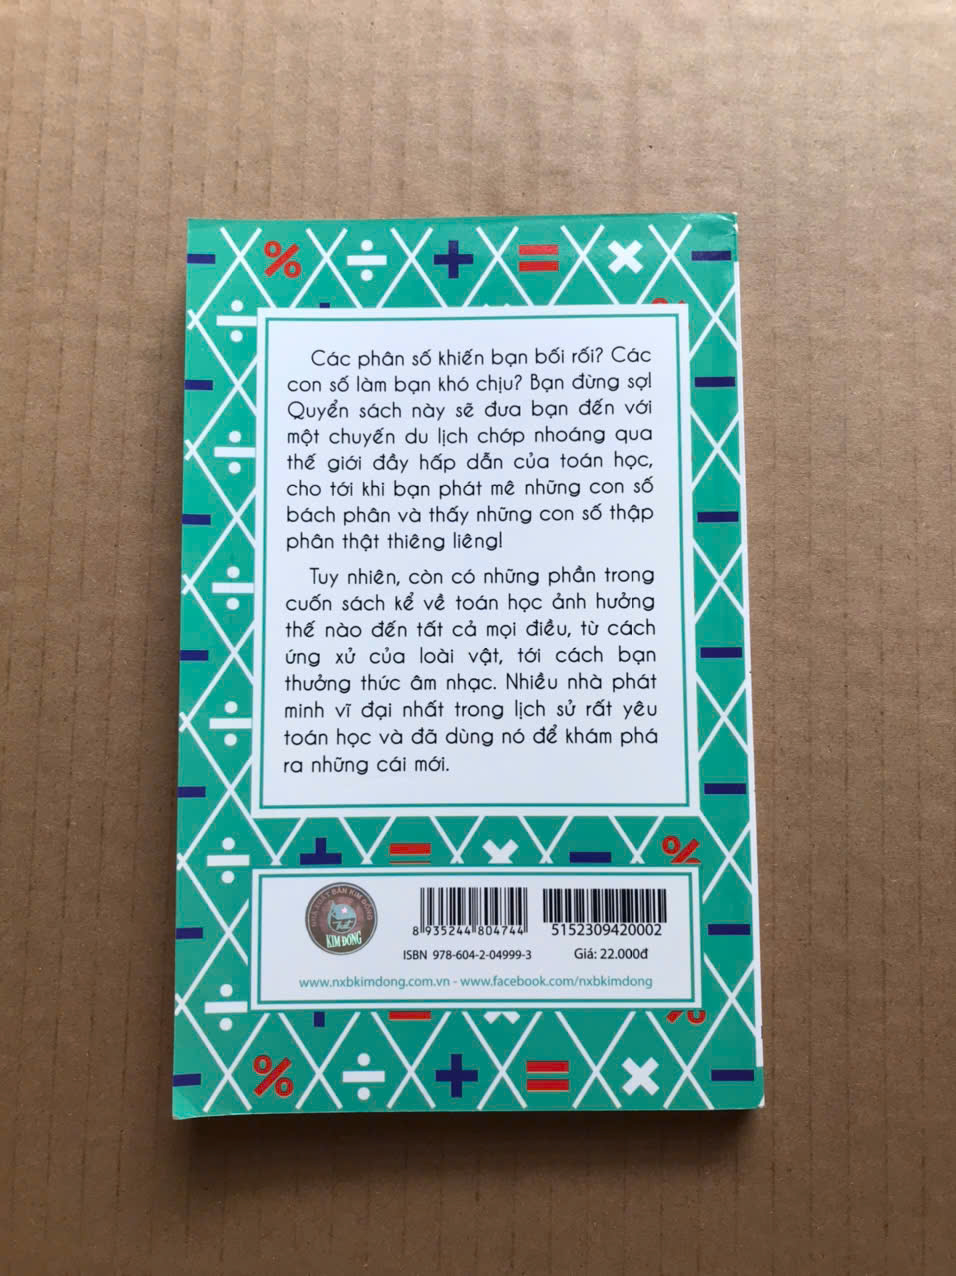 Các phân số khiến bạn bối rối? Các
con số làm bạn khó chịu? Bạn đừng sợ!
Quyển sách này sẽ đưa bạn đến với
một chuyến du lịch chớp nhoáng qua
thế giới đầy hấp dẫn của toán học,
cho tới khi bạn phát mê những con số
bách phân và thấy những con số thập
phân thật thiêng liêng!
Tuy nhiên, còn có những phần trong
cuốn sách kể về toán học ảnh hưởng
thế nào đến tất cả mọi điều, từ cách
ứng xử của loài vật, tới cách bạn
thưởng thức âm nhạc. Nhiều nhà phát
minh vĩ đại nhất trong lịch sử rất yêu
toán học và đã dùng nó để khám phá
ra những cái mới.
NHÀ XUẤT BẢN KIM ĐỒNG
KIM ĐỒNG
8 935244 804744
5152309420002
ISBN 978-604-2-04999-3
Giá: 22.000đ
www.nxbkimdong.com.vn - www.facebook.com/nxbkimdong